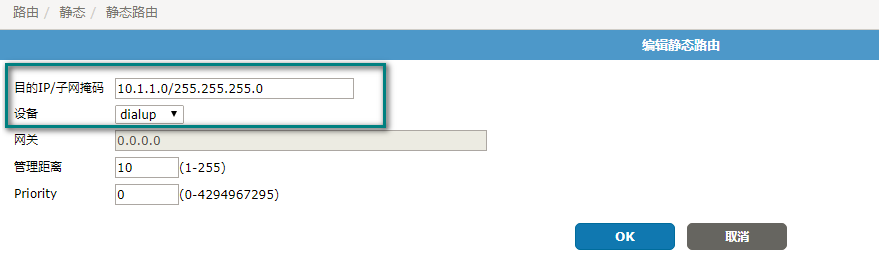 路由 / 静态 / 静态路由
编辑静态路由
目的IP/子网掩码 10.1.1.0/255.255.255.0
设备 dialup
网关 0.0.0.0
管理距离 10 (1-255)
Priority 0 (0-4294967295)
OK 取消